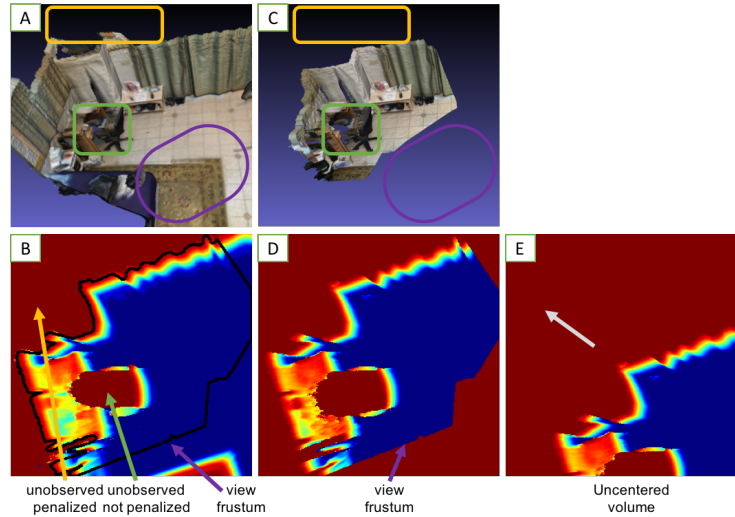 A
C
B
D
E
unobserved unobserved view view Uncentered
penalized not penalized frustum frustum volume